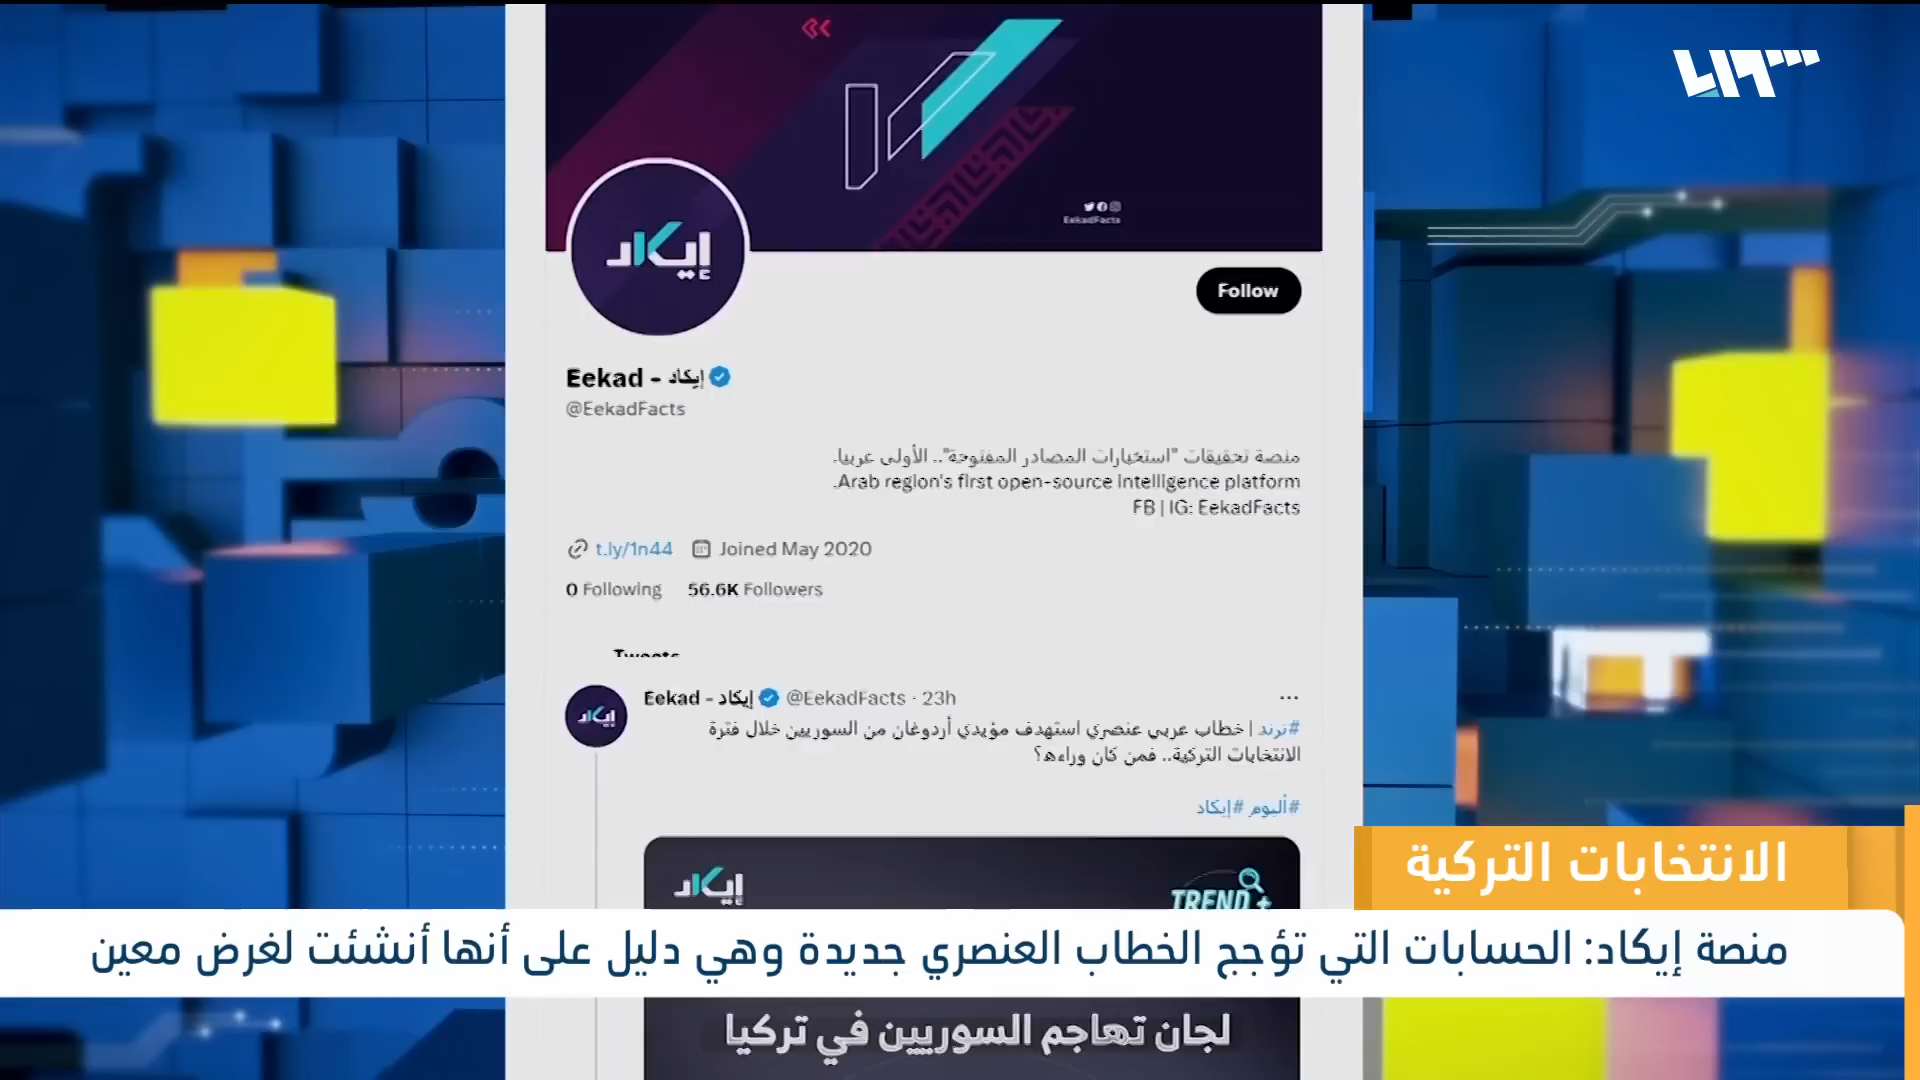 سوريا
EekadFacts
إيكاد
Follow
Eekad - إيكاد
@EekadFacts
منصة تحقيقات "استخبارات المصادر المفتوحة".. الأولى عربيا.
Arab region's first open-source intelligence platform.
FB | IG: EekadFacts
t.ly/1n44 Joined May 2020
0 Following 56.6K Followers
Tweets
إيكاد
Eekad - إيكاد @EekadFacts · 23h ...
#ترند | خطاب عربي عنصري استهدف مؤيدي أردوغان من السوريين خلال فترة
الانتخابات التركية.. فمن كان وراءه؟
#ألبوم #إيكاد
إيكاد
TREND+
الانتخابات التركية
منصة إيكاد: الحسابات التي تؤجج الخطاب العنصري جديدة وهي دليل على أنها أنشئت لغرض معين
لجان تهاجم السوريين في تركيا